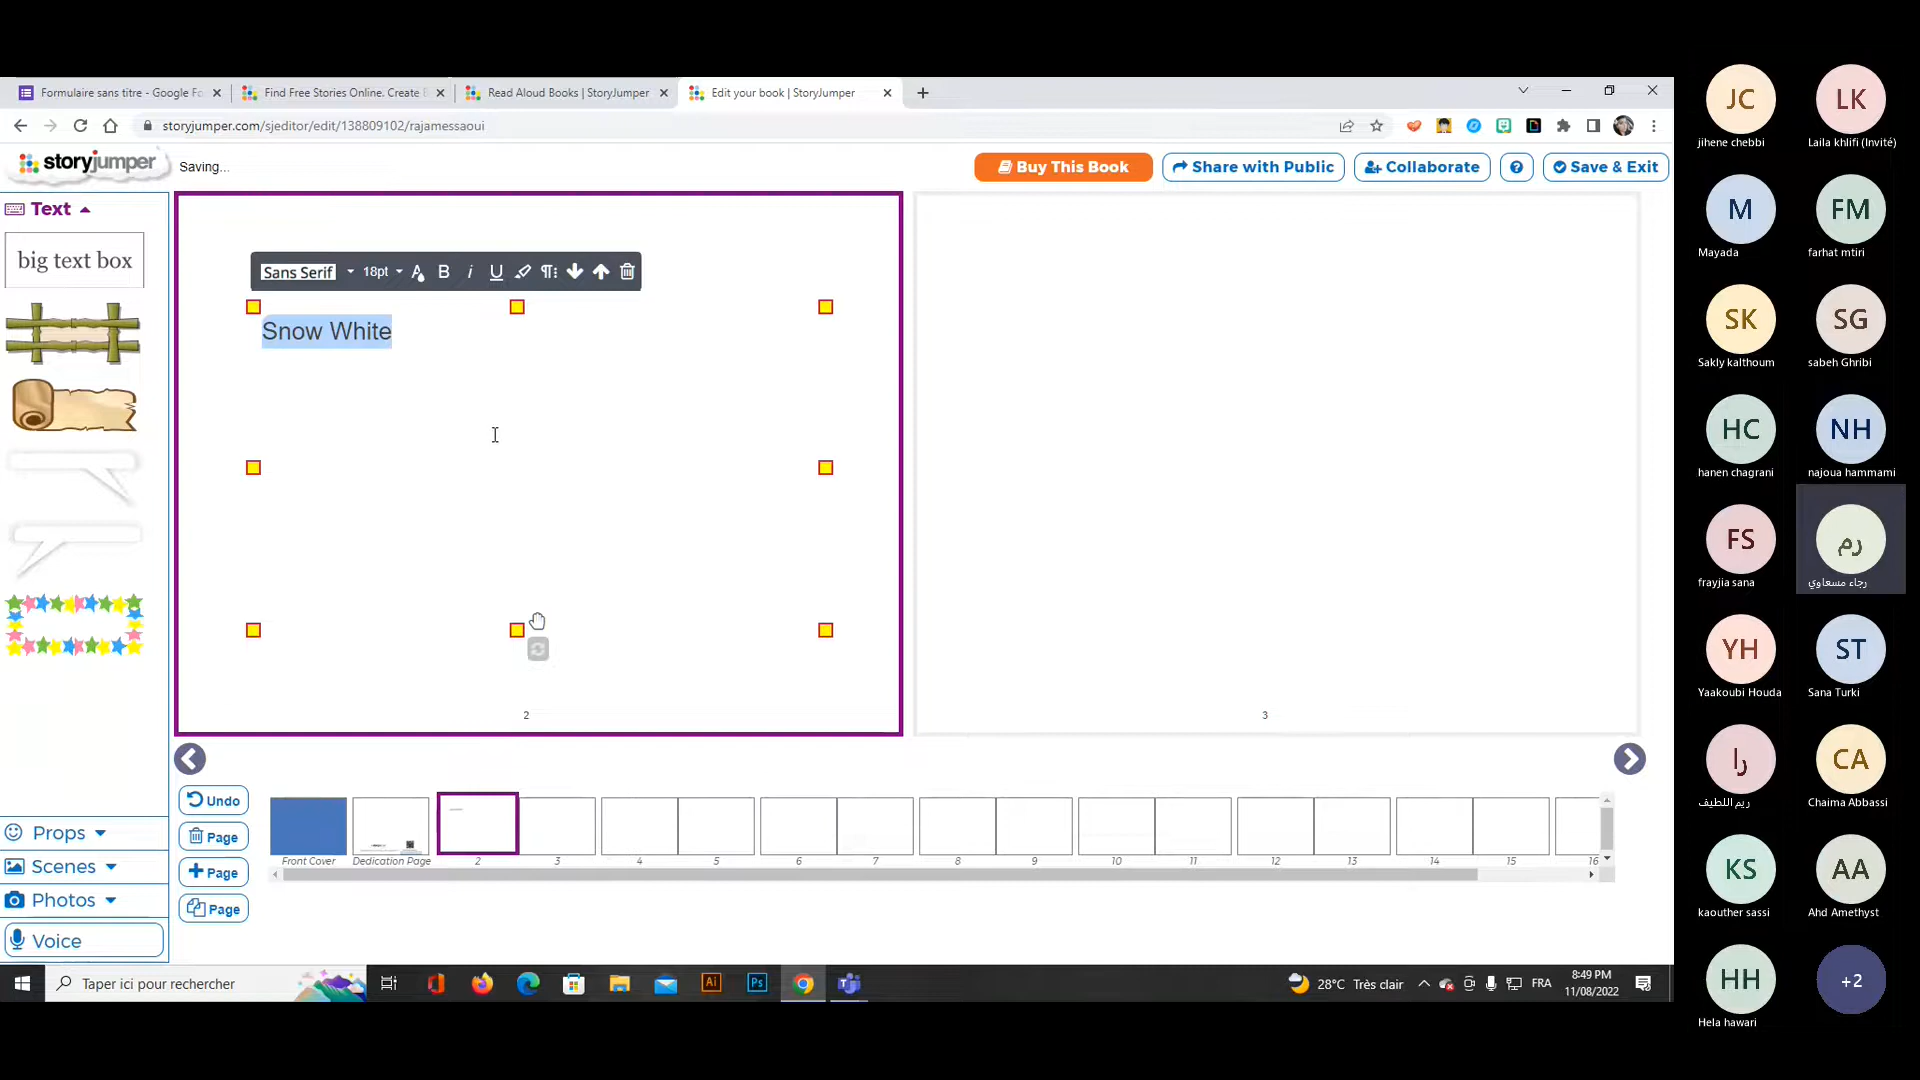 Formulaire sans titre - Google Fo
Find Free Stories Online. Create B
Read Aloud Books | StoryJumper
Edit your book | StoryJumper
storyjumper.com/sjeditor/edit/138809102/rajamessaoui
storyjumper
Saving...
Buy This Book
Share with Public
Collaborate
?
Save & Exit
Text
big text box
Sans Serif
18pt
A
B
i
U
Snow White
2
3
Undo
Page
Page
Page
Front Cover
Dedication Page
2
3
4
5
6
7
8
9
10
11
12
13
14
15
16
Props
Scenes
Photos
Voice
Taper ici pour rechercher
Ai
Ps
28°C Très clair
FRA
8:49 PM
11/08/2022
JC
jihene chebbi
LK
Laila khlifi (Invité)
M
Mayada
FM
farhat mtiri
SK
Sakly kalthoum
SG
sabeh Ghribi
HC
hanen chagrani
NH
najoua hammami
FS
frayjia sana
رم
رجاء مسعاوي
YH
Yaakoubi Houda
ST
Sana Turki
را
ريم اللطيف
CA
Chaima Abbassi
KS
kaouther sassi
AA
Ahd Amethyst
HH
Hela hawari
+2